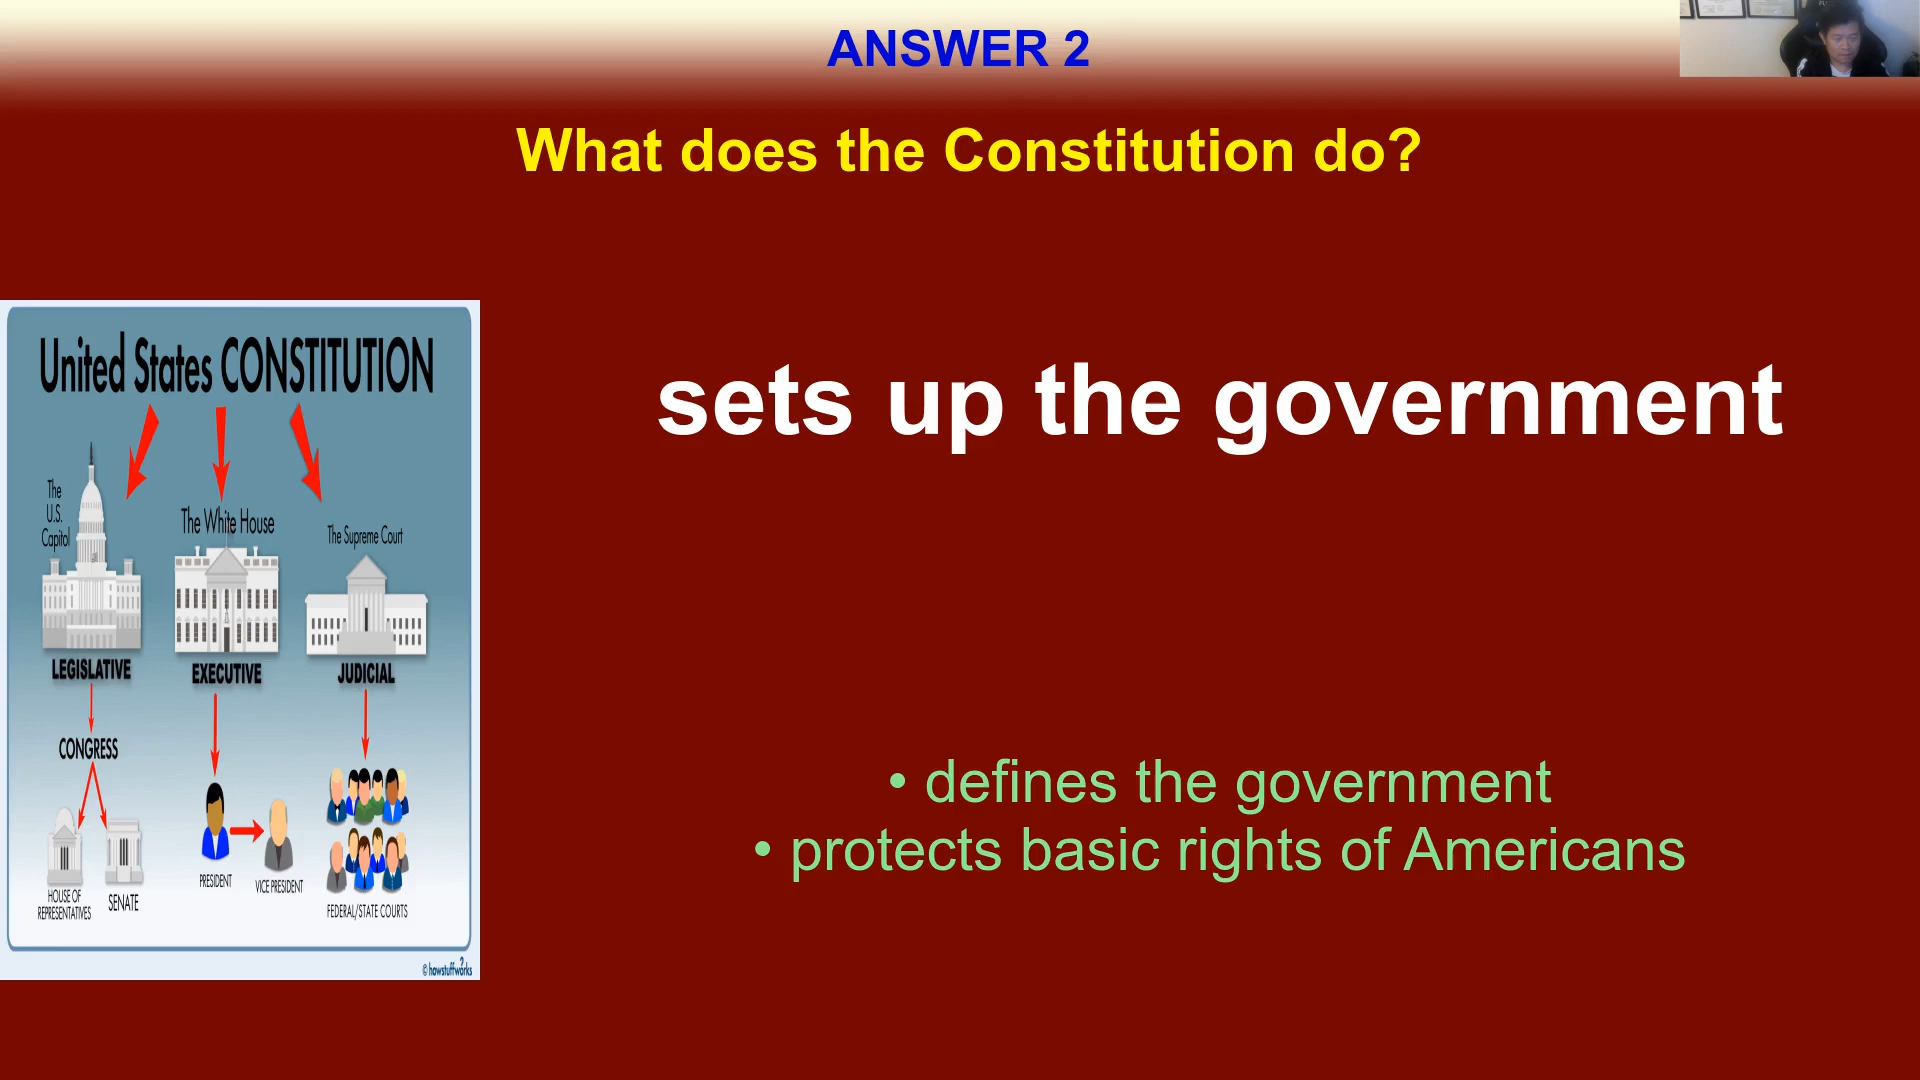 ANSWER 2
What does the Constitution do?
United States CONSTITUTION
The
U.S.
Capitol
The White House
The Supreme Court
LEGISLATIVE
EXECUTIVE
JUDICIAL
CONGRESS
HOUSE OF
REPRESENTATIVES
SENATE
PRESIDENT
VICE PRESIDENT
FEDERAL/STATE COURTS
© howstuffworks
sets up the government
• defines the government
• protects basic rights of Americans